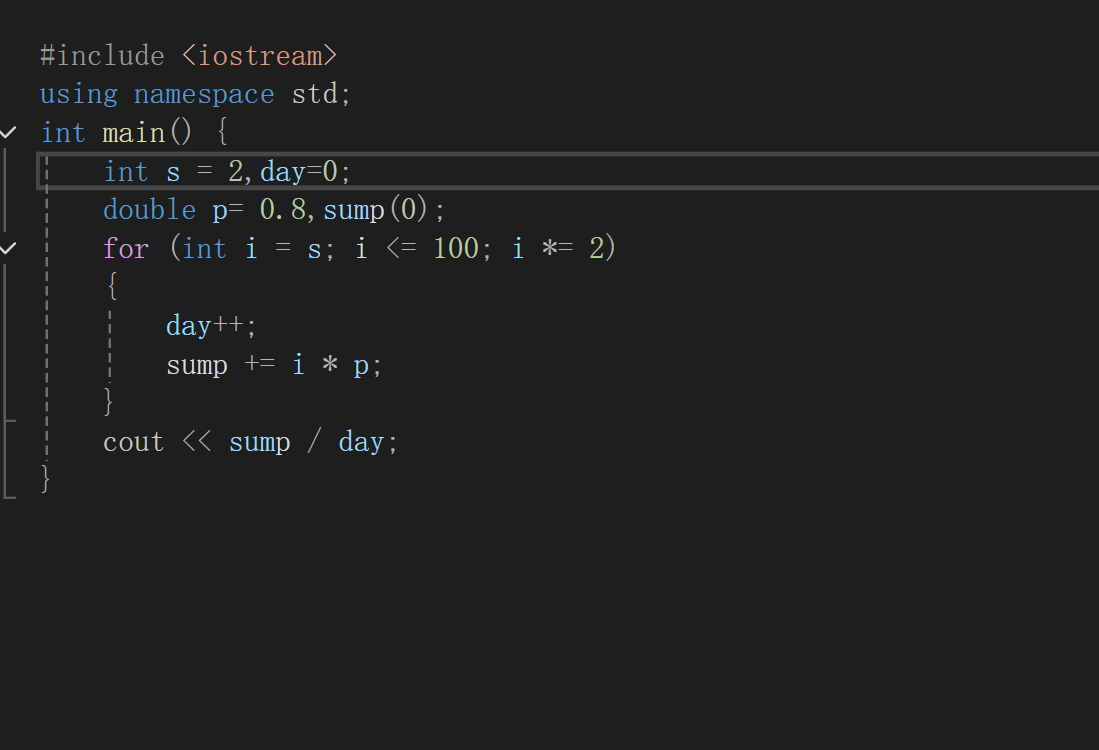 #include <iostream>
using namespace std;
int main() {
    int s = 2,day=0;
    double p= 0.8,sump(0);
    for (int i = s; i <= 100; i *= 2)
    {
        day++;
        sump += i * p;
    }
    cout << sump / day;
}